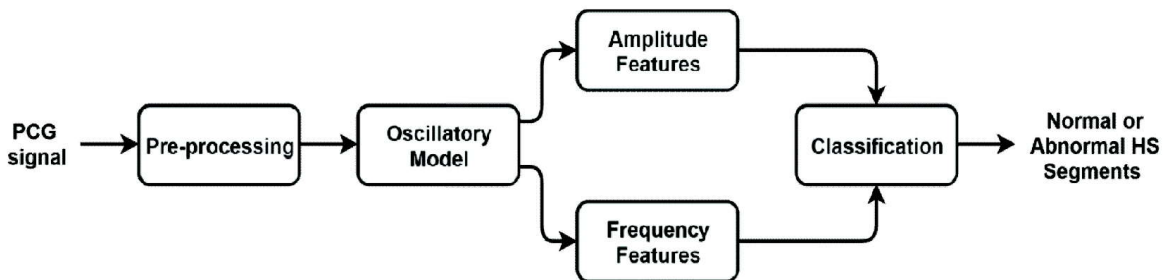 PCG
signal
Pre-processing
Oscillatory
Model
Amplitude
Features
Frequency
Features
Classification
Normal or
Abnormal HS
Segments